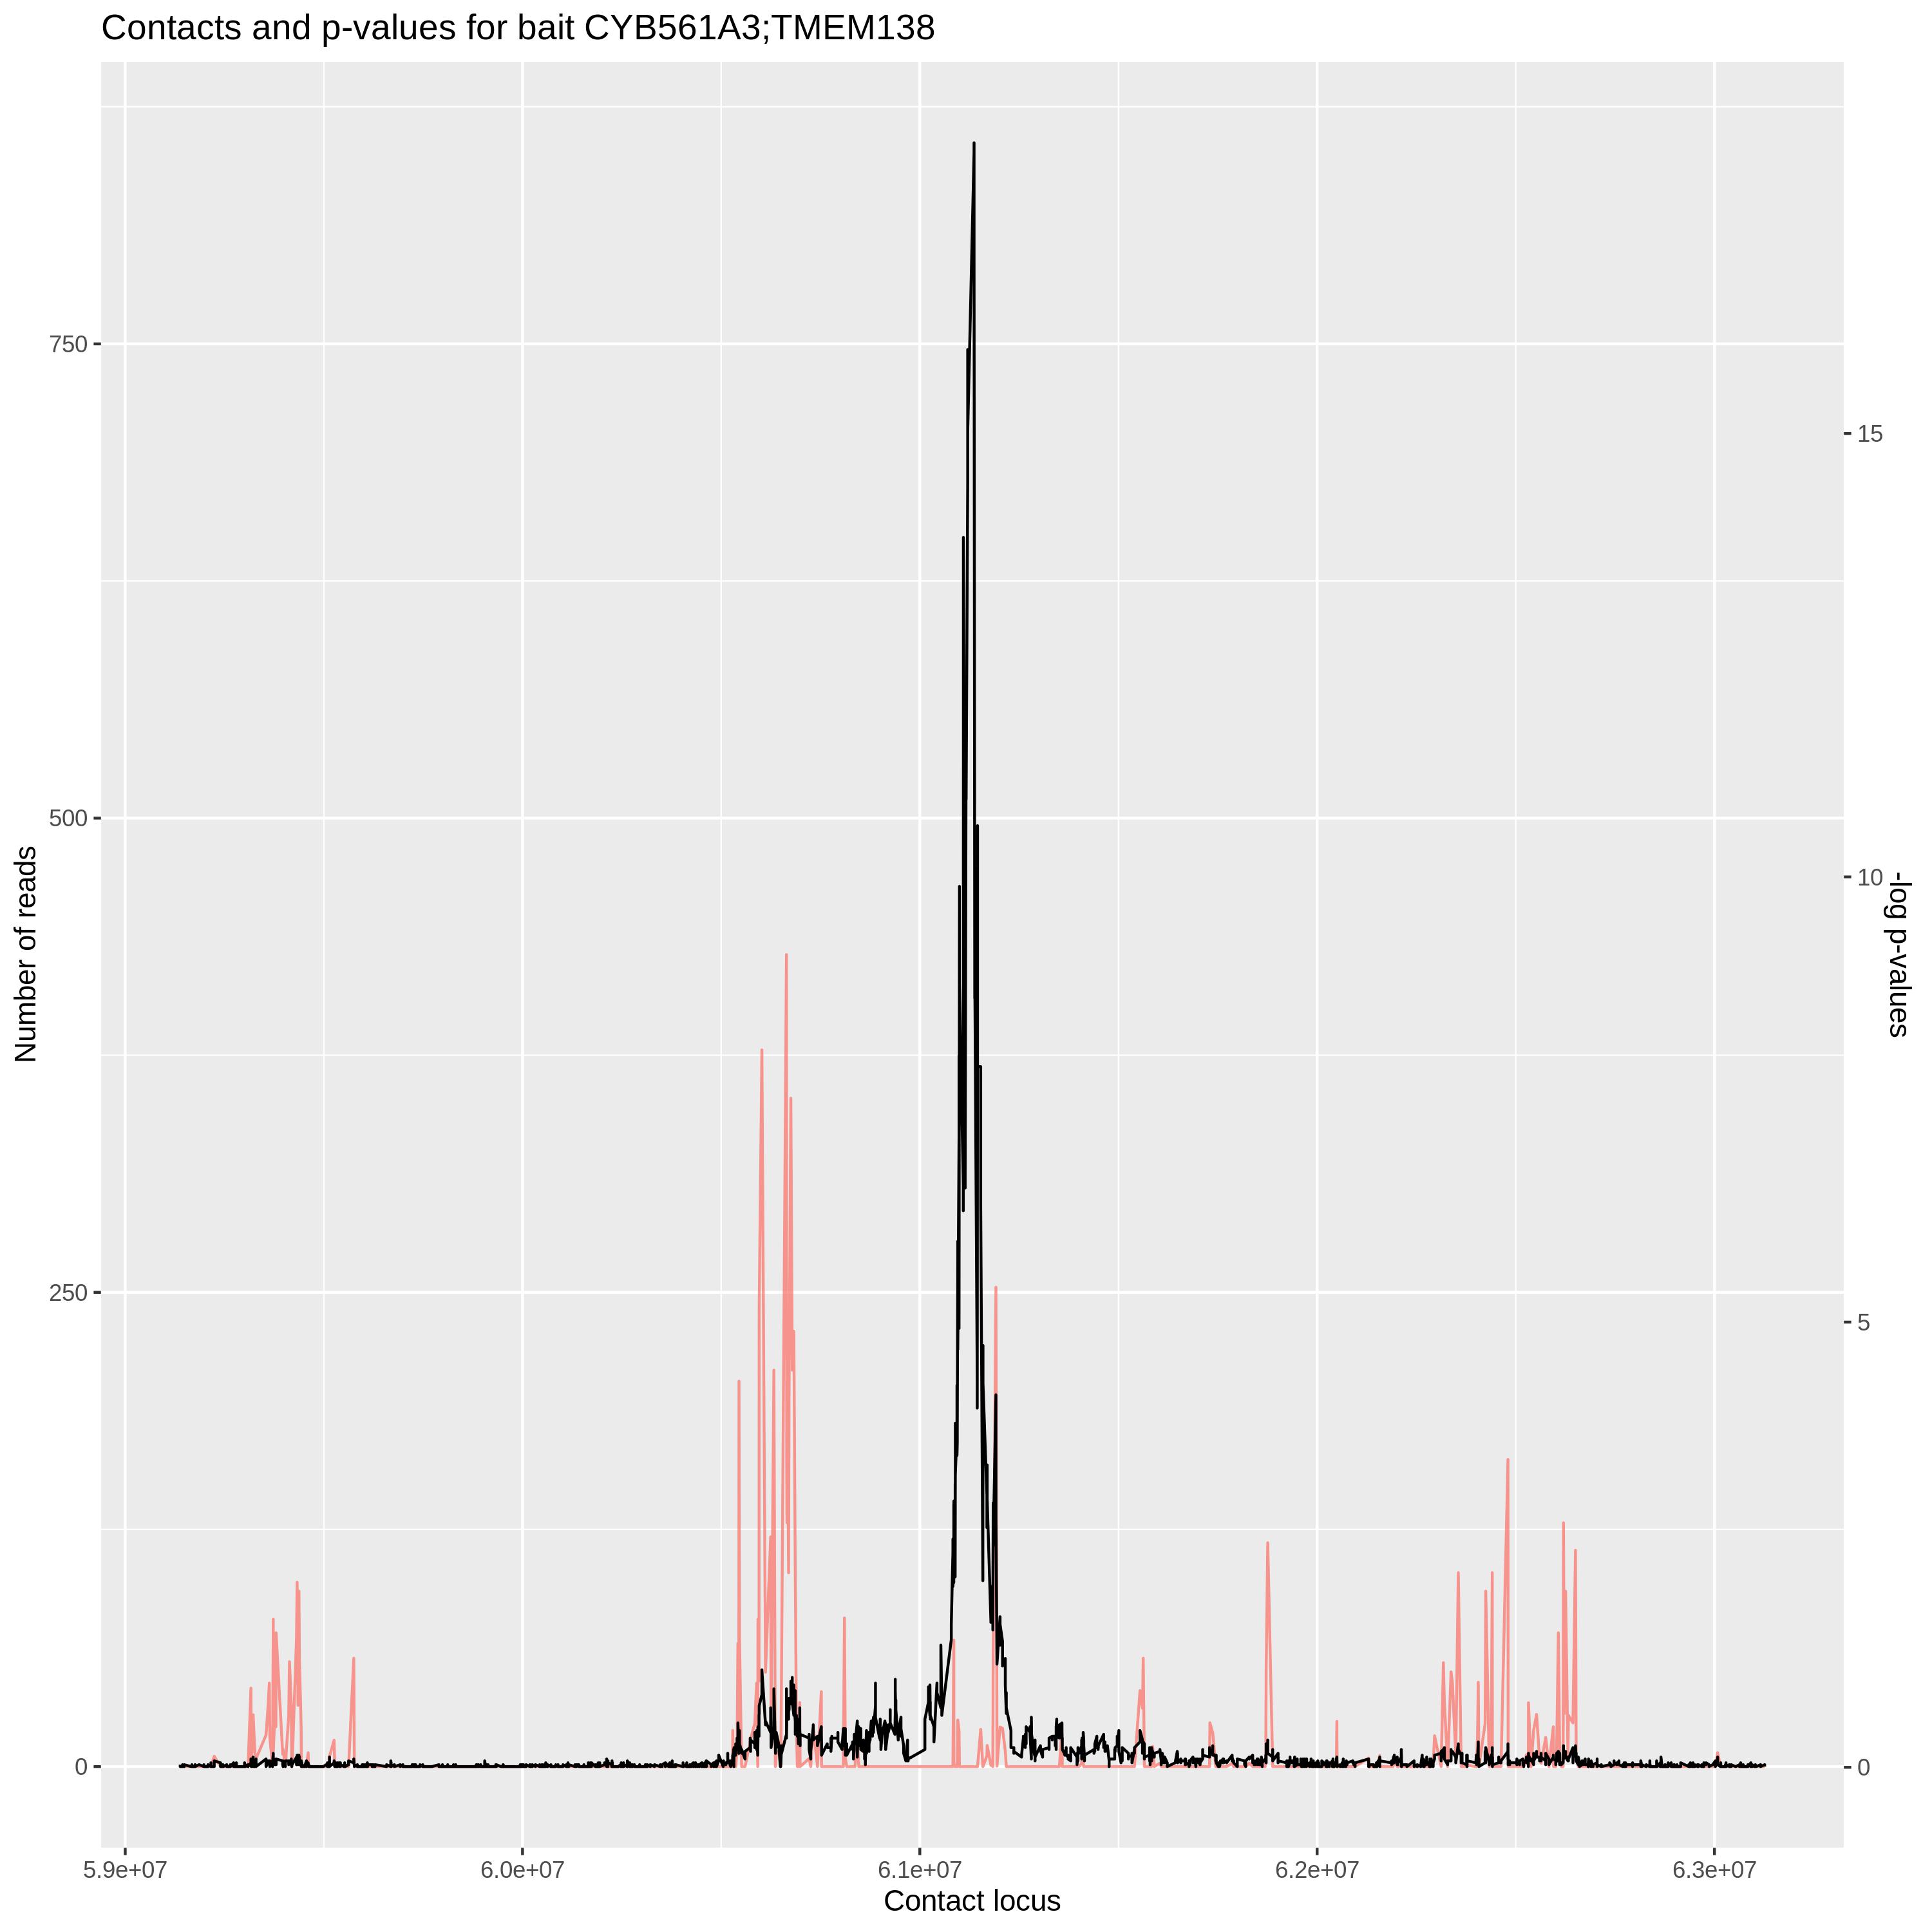 Contacts and p-values for bait CYB561A3;TMEM138
750
500
250
0
Number of reads
15
10
5
0
-log p-values
5.9e+07
6.0e+07
6.1e+07
6.2e+07
6.3e+07
Contact locus